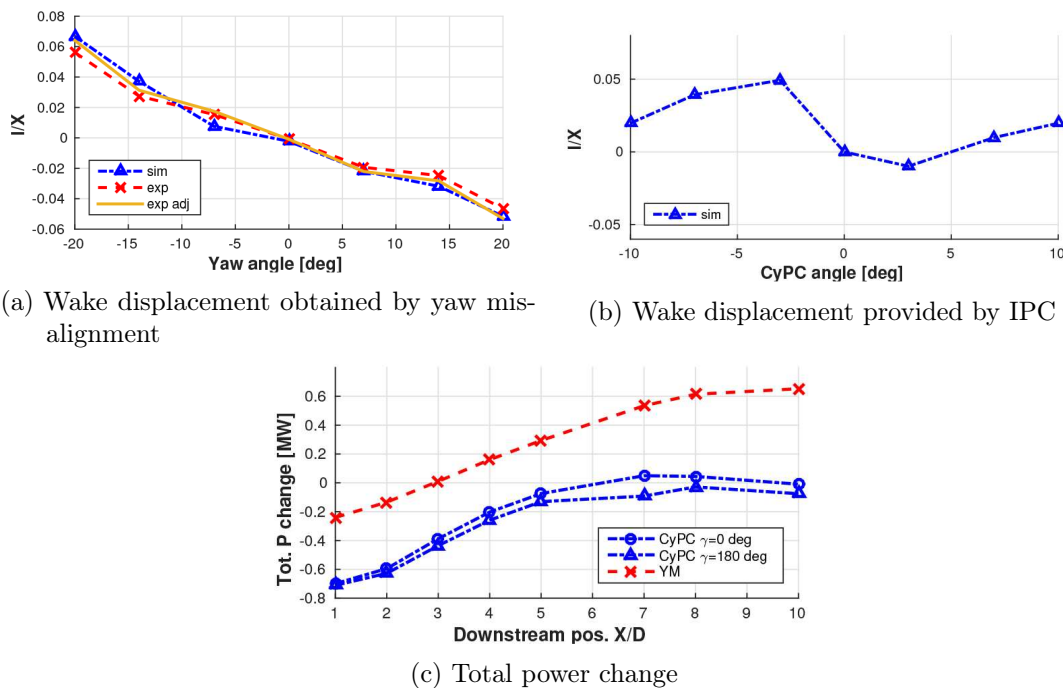 0.08
0.06
0.04
0.02
0
-0.02
-0.04
-0.06
I/X
sim
exp
exp adj
-20 -15 -10 -5 0 5 10 15 20
Yaw angle [deg]
(a) Wake displacement obtained by yaw mis-
alignment
0.05
0
-0.05
I/X
sim
-10 -5 0 5 10
CyPC angle [deg]
(b) Wake displacement provided by IPC
0.6
0.4
0.2
0
-0.2
-0.4
-0.6
-0.8
Tot. P change [MW]
CyPC γ=0 deg
CyPC γ=180 deg
YM
1 2 3 4 5 6 7 8 9 10
Downstream pos. X/D
(c) Total power change